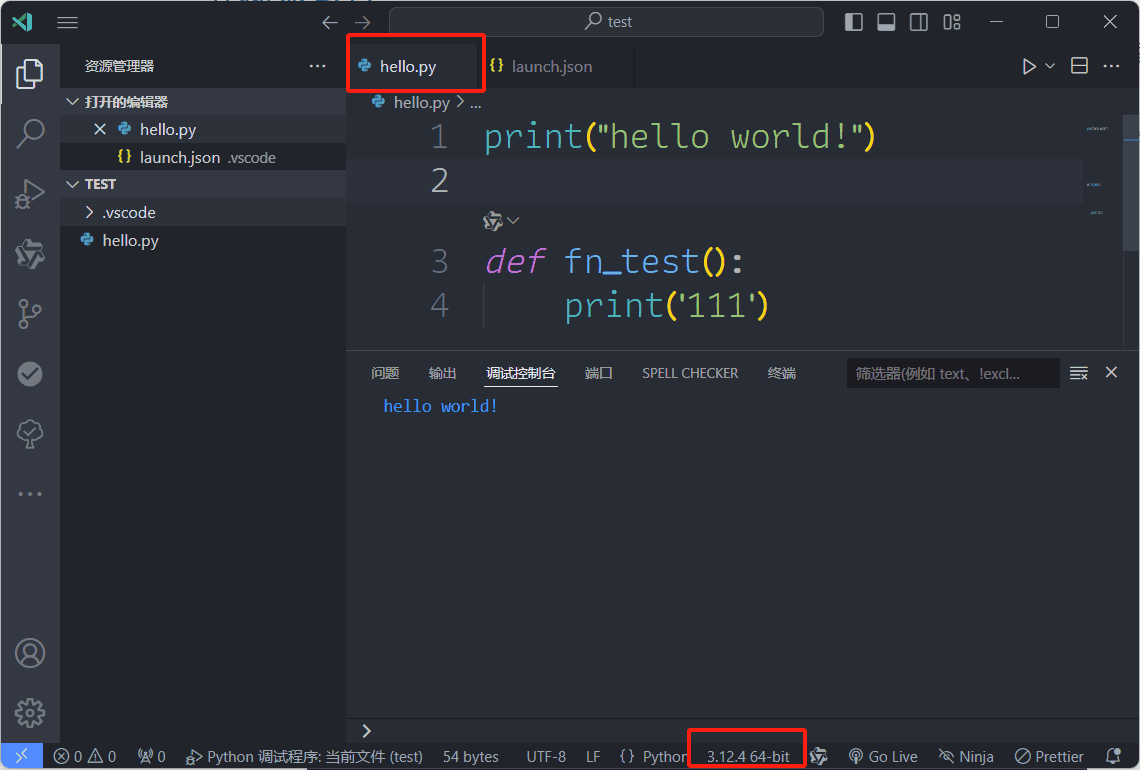 test
资源管理器
hello.py
launch.json
打开的编辑器
hello.py > ...
hello.py
launch.json .vscode
TEST
.vscode
hello.py
1 print("hello world!")
2
3 def fn_test():
4 print('111')
问题 输出 调试控制台 端口 SPELL CHECKER 终端 筛选器(例如 text、!excl...
hello world!
0 0 0 Python 调试程序: 当前文件 (test) 54 bytes UTF-8 LF {} Python 3.12.4 64-bit Go Live Ninja Prettier